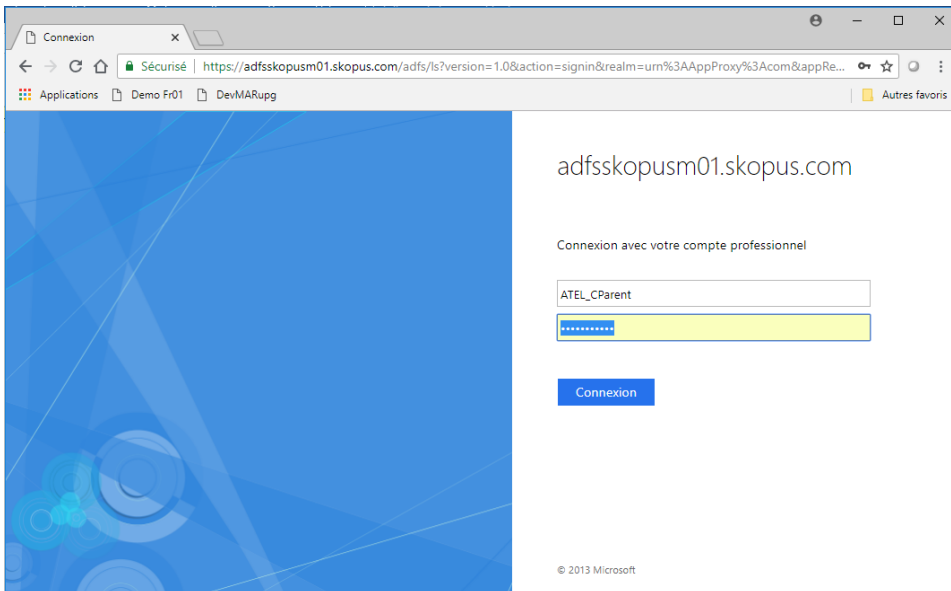 Connexion
Sécurisé | https://adfsskopusm01.skopus.com/adfs/ls?version=1.0&action=signin&realm=urn%3AAppProxy%3Acom&appRe...
Applications Demo Fr01 DevMARupg Autres favoris
adfsskopusm01.skopus.com
Connexion avec votre compte professionnel
ATEL_CParent
•••••••••••
Connexion
© 2013 Microsoft